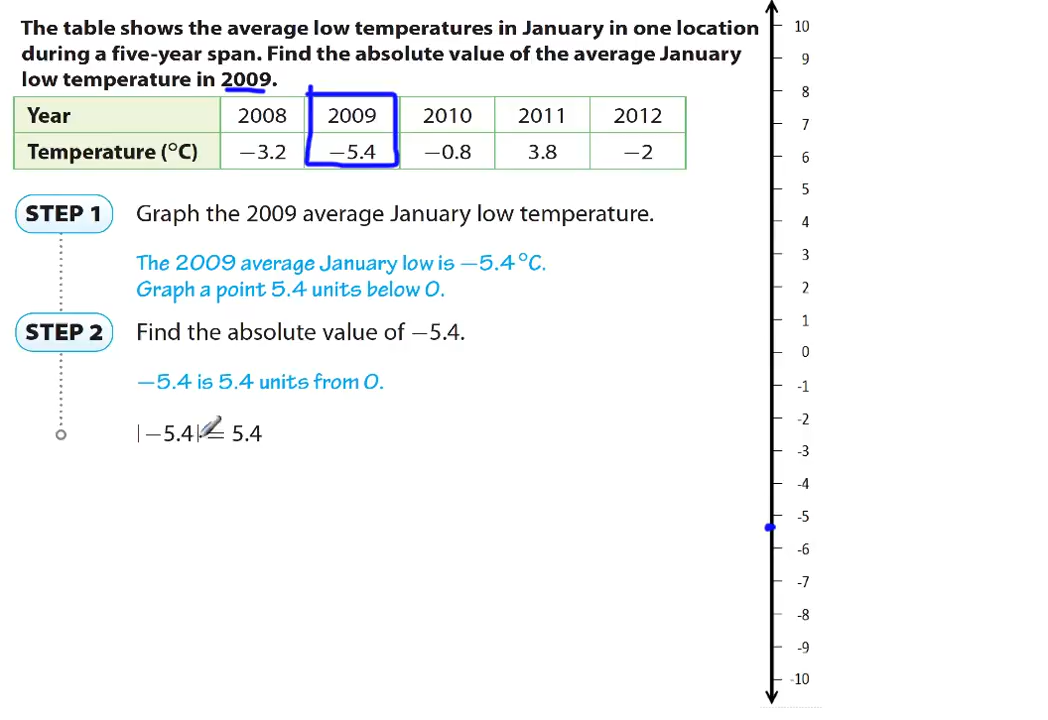 The table shows the average low temperatures in January in one location
during a five-year span. Find the absolute value of the average January
low temperature in 2009.
Year 2008 2009 2010 2011 2012
Temperature (°C) −3.2 −5.4 −0.8 3.8 −2
STEP 1 Graph the 2009 average January low temperature.
The 2009 average January low is −5.4 °C.
Graph a point 5.4 units below 0.
STEP 2 Find the absolute value of −5.4.
−5.4 is 5.4 units from 0.
|−5.4| = 5.4
10
9
8
7
6
5
4
3
2
1
0
-1
-2
-3
-4
-5
-6
-7
-8
-9
-10